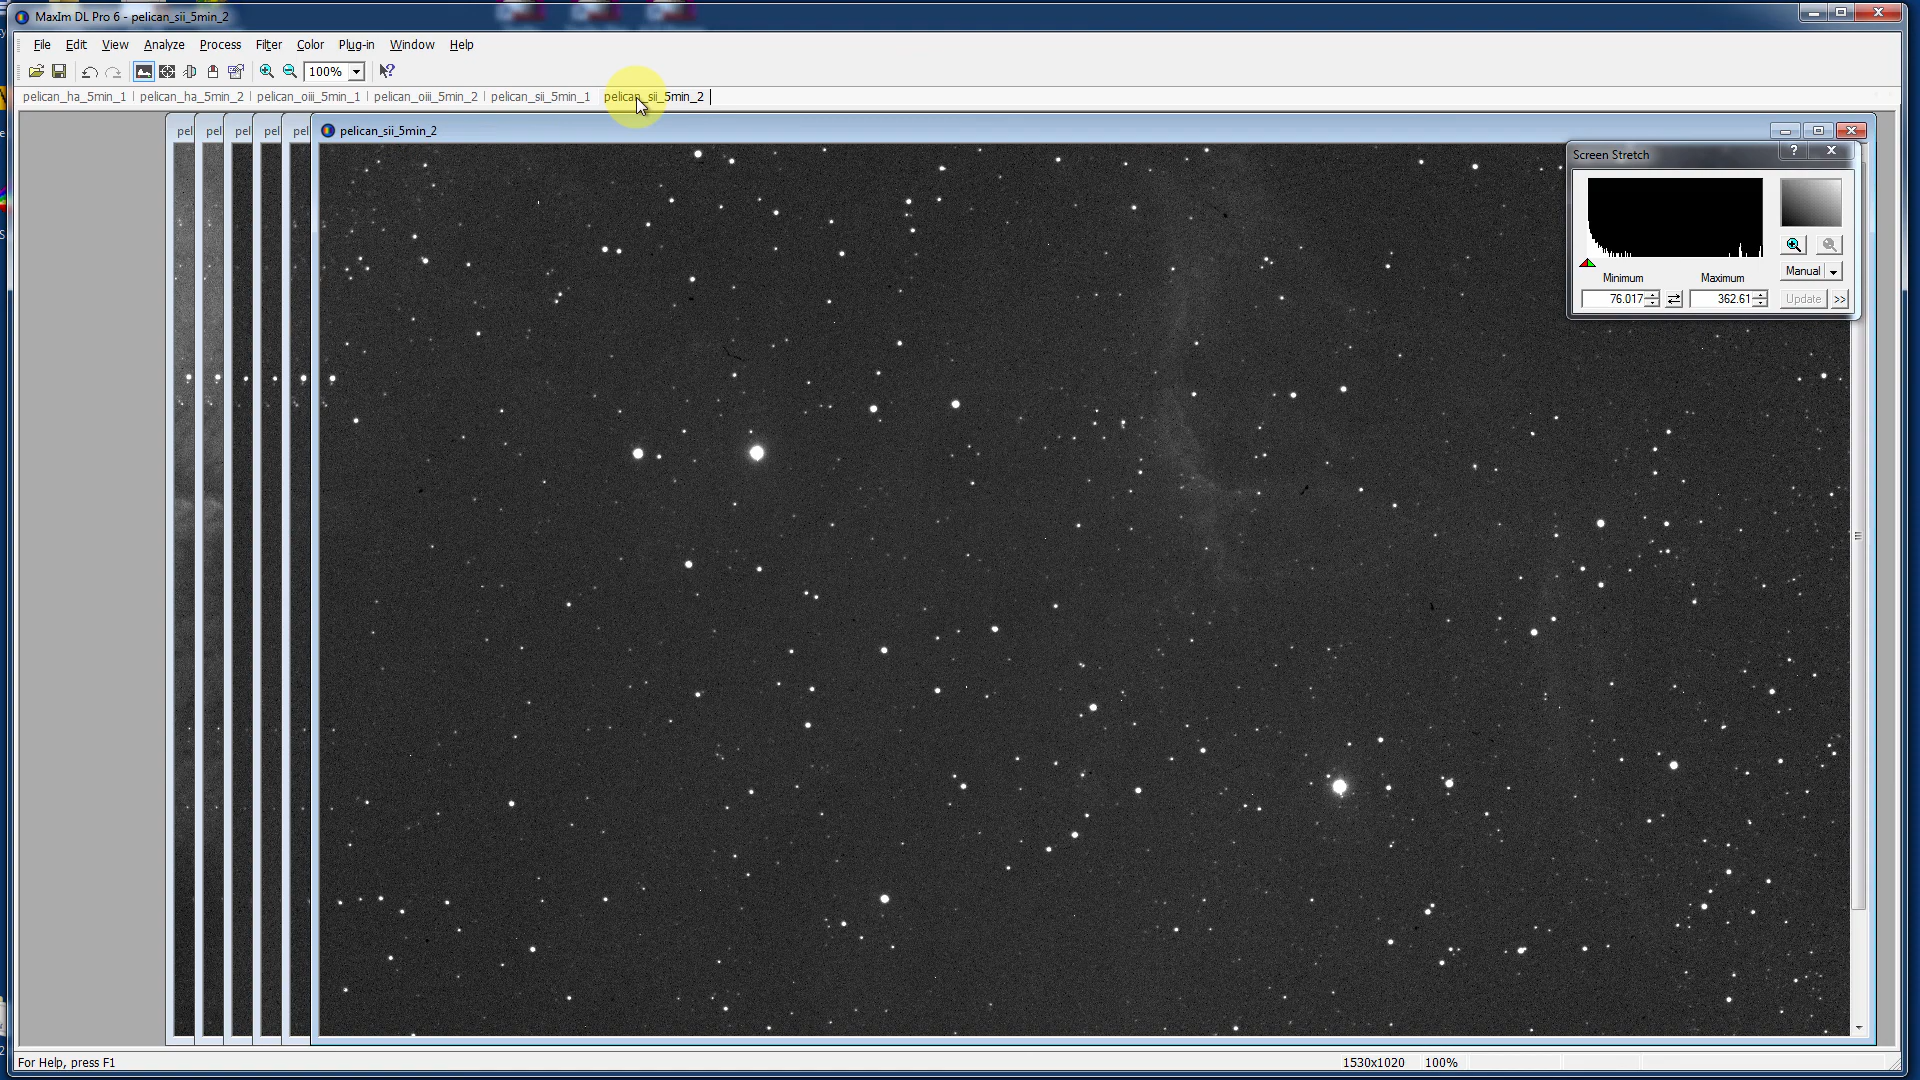 MaxIm DL Pro 6 - pelican_sii_5min_2
File Edit View Analyze Process Filter Color Plug-in Window Help
100%
pelican_ha_5min_1 pelican_ha_5min_2 pelican_oiii_5min_1 pelican_oiii_5min_2 pelican_sii_5min_1 pelican_sii_5min_2
pel pel pel pel pel pelican_sii_5min_2
Screen Stretch
Minimum Maximum Manual
76.017 362.61 Update >>
For Help, press F1 1530x1020 100%